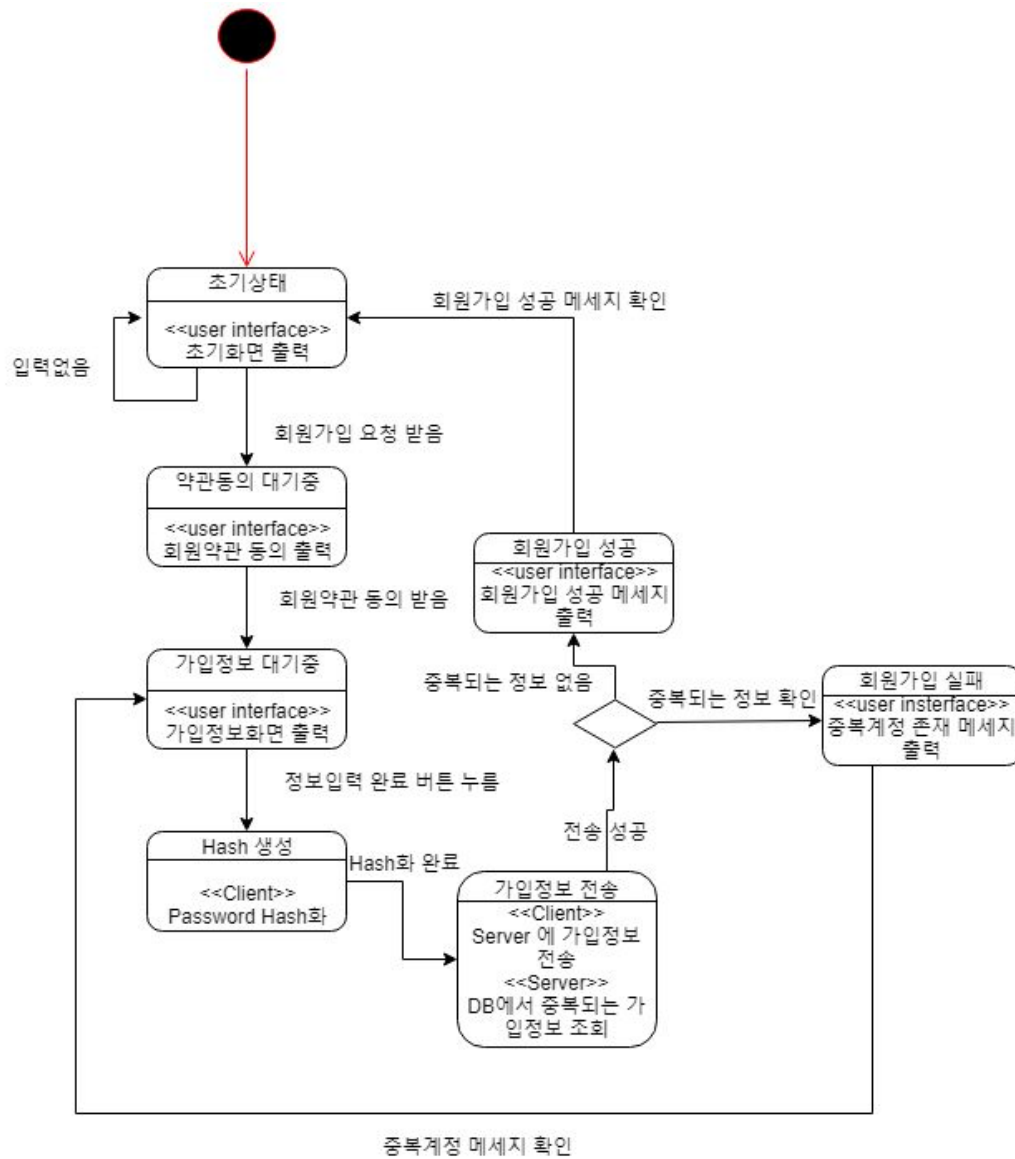 초기상태
<<user interface>>
초기화면 출력
입력없음
회원가입 성공 메세지 확인
회원가입 요청 받음
약관동의 대기중
<<user interface>>
회원약관 동의 출력
회원약관 동의 받음
회원가입 성공
<<user interface>>
회원가입 성공 메세지
출력
가입정보 대기중
<<user interface>>
가입정보화면 출력
중복되는 정보 없음
중복되는 정보 확인
회원가입 실패
<<user insterface>>
중복계정 존재 메세지
출력
정보입력 완료 버튼 누름
Hash 생성
<<Client>>
Password Hash화
Hash화 완료
전송 성공
가입정보 전송
<<Client>>
Server 에 가입정보
전송
<<Server>>
DB에서 중복되는 가
입정보 조회
중복계정 메세지 확인